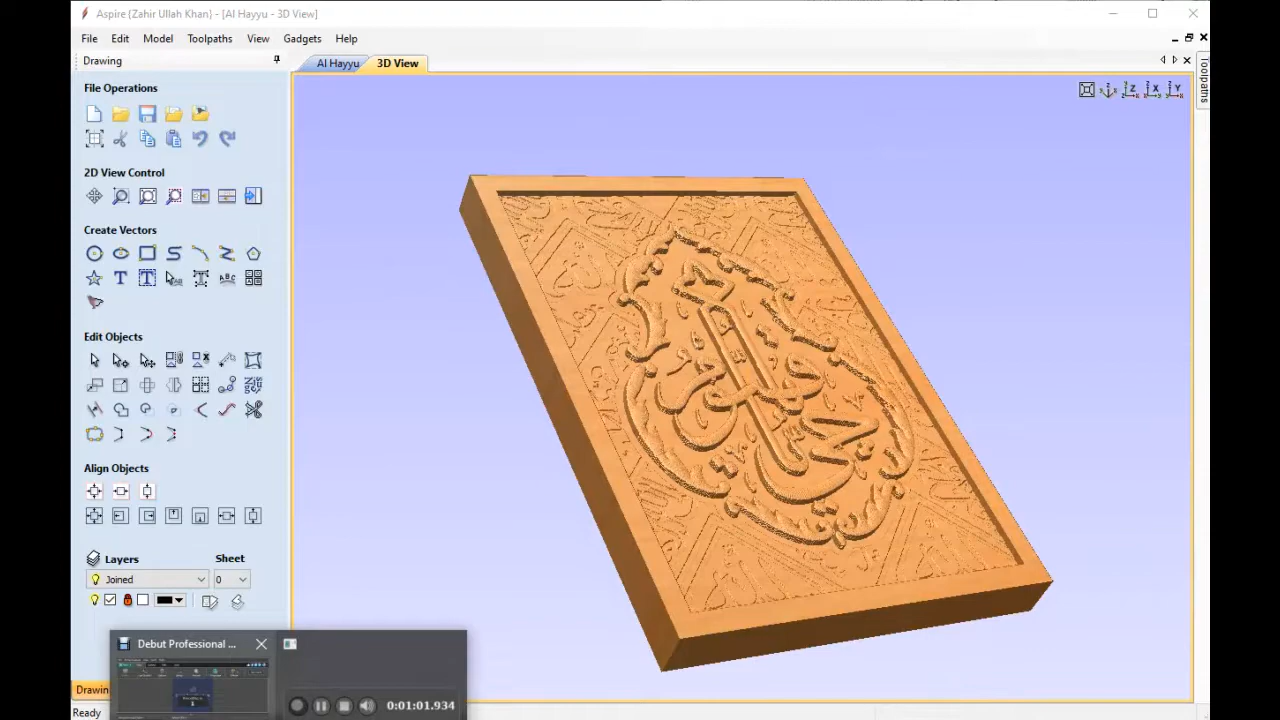 Aspire {Zahir Ullah Khan} - [Al Hayyu - 3D View]
File Edit Model Toolpaths View Gadgets Help
Drawing
Al Hayyu 3D View
Toolpaths
File Operations
2D View Control
Create Vectors
Edit Objects
Align Objects
Layers Sheet
Joined 0
Debut Professional ...
0:01:01.934
Drawin
Ready